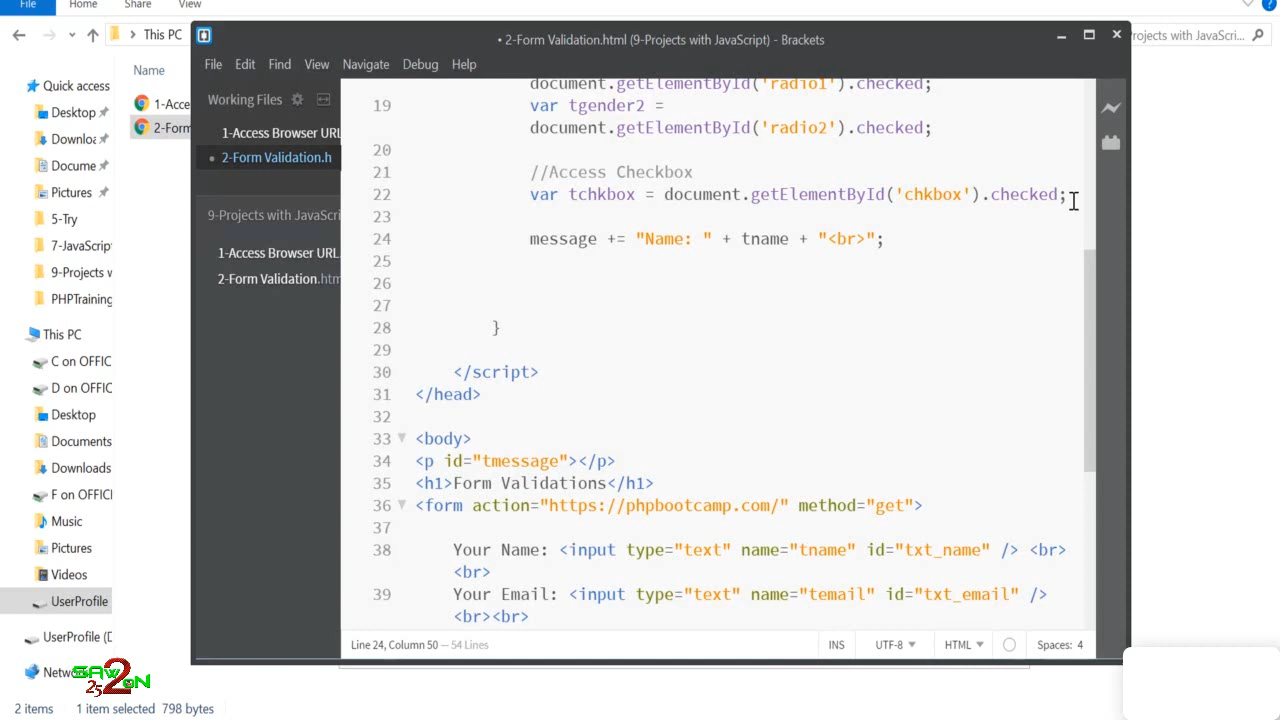 File Home Share View
This PC
Projects with JavaScri...
• 2-Form Validation.html (9-Projects with JavaScript) - Brackets
File Edit Find View Navigate Debug Help
Name
1-Acce
2-Form
Quick access
Desktop
Downloa
Docume
Pictures
5-Try
7-JavaScript
9-Projects w
PHPTraining
This PC
C on OFFIC
D on OFFIC
Desktop
Documents
Downloads
F on OFFICI
Music
Pictures
Videos
UserProfile
UserProfile (D
Netwo
Working Files
1-Access Browser URL
• 2-Form Validation.h
9-Projects with JavaScri
1-Access Browser URL.
2-Form Validation.htm
document.getElementById('radio1').checked;
19 var tgender2 =
document.getElementById('radio2').checked;
20
21 //Access Checkbox
22 var tchkbox = document.getElementById('chkbox').checked;
23
24 message += "Name: " + tname + "<br>";
25
26
27
28 }
29
30 </script>
31 </head>
32
33 <body>
34 <p id="tmessage"></p>
35 <h1>Form Validations</h1>
36 <form action="https://phpbootcamp.com/" method="get">
37
38 Your Name: <input type="text" name="tname" id="txt_name" /> <br>
<br>
39 Your Email: <input type="text" name="temail" id="txt_email" />
<br><br>
Line 24, Column 50 — 54 Lines
INS UTF-8 HTML Spaces: 4
2 items 1 item selected 798 bytes